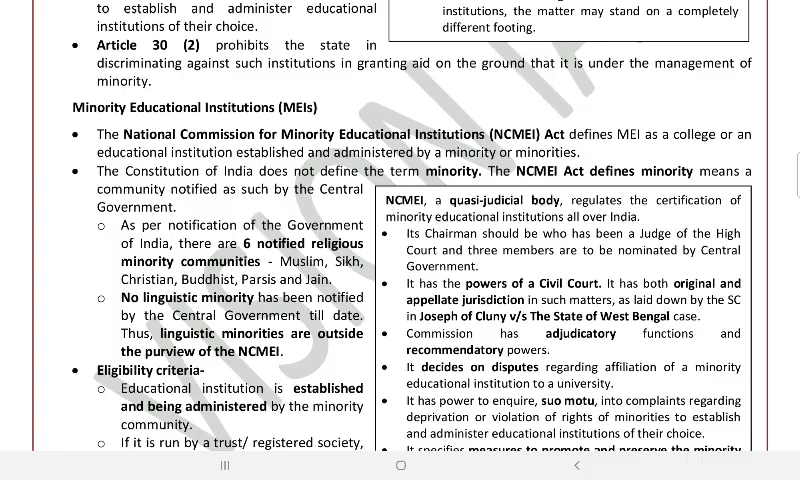 to establish and administer educational
institutions of their choice.
institutions, the matter may stand on a completely
different footing.
• Article 30 (2) prohibits the state in
discriminating against such institutions in granting aid on the ground that it is under the management of
minority.
Minority Educational Institutions (MEIs)
• The National Commission for Minority Educational Institutions (NCMEI) Act defines MEI as a college or an
educational institution established and administered by a minority or minorities.
• The Constitution of India does not define the term minority. The NCMEI Act defines minority means a
community notified as such by the Central
Government.
o As per notification of the Government
of India, there are 6 notified religious
minority communities - Muslim, Sikh,
Christian, Buddhist, Parsis and Jain.
o No linguistic minority has been notified
by the Central Government till date.
Thus, linguistic minorities are outside
the purview of the NCMEI.
• Eligibility criteria-
o Educational institution is established
and being administered by the minority
community.
o If it is run by a trust/ registered society,
NCMEI, a quasi-judicial body, regulates the certification of
minority educational institutions all over India.
• Its Chairman should be who has been a Judge of the High
Court and three members are to be nominated by Central
Government.
• It has the powers of a Civil Court. It has both original and
appellate jurisdiction in such matters, as laid down by the SC
in Joseph of Cluny v/s The State of West Bengal case.
• Commission has adjudicatory functions and
recommendatory powers.
• It decides on disputes regarding affiliation of a minority
educational institution to a university.
• It has power to enquire, suo motu, into complaints regarding
deprivation or violation of rights of minorities to establish
and administer educational institutions of their choice.
• It specifies measures to promote and preserve the minority
VISION IA